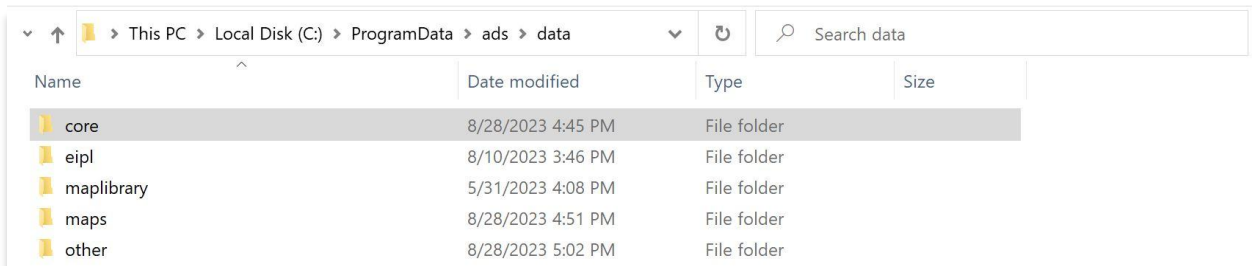 This PC > Local Disk (C:) > ProgramData > ads > data Search data
Name Date modified Type Size
core 8/28/2023 4:45 PM File folder
eipl 8/10/2023 3:46 PM File folder
maplibrary 5/31/2023 4:08 PM File folder
maps 8/28/2023 4:51 PM File folder
other 8/28/2023 5:02 PM File folder